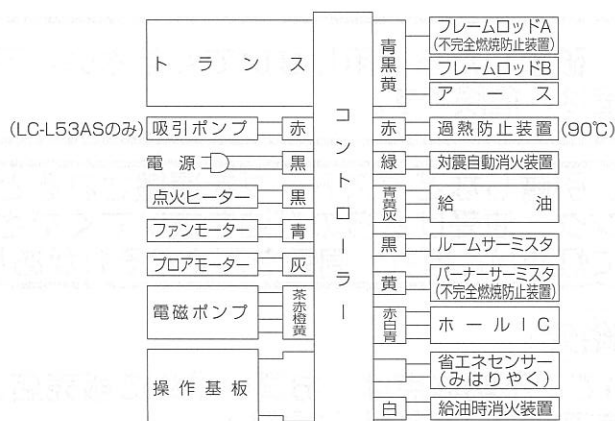 トランス
(LC-L53ASのみ) 吸引ポンプ 赤
電源 黒
点火ヒーター 黒
ファンモーター 青
ブロアモーター 灰
電磁ポンプ 茶赤橙黄
操作基板
コントローラー
青黒黄
フレームロッドA
(不完全燃焼防止装置)
フレームロッドB
アース
赤 過熱防止装置 (90℃)
緑 対震自動消火装置
青黄灰 給油
黒 ルームサーミスタ
黄 バーナーサーミスタ
(不完全燃焼防止装置)
赤白青 ホールIC
省エネセンサー
(みはりやく)
白 給油時消火装置